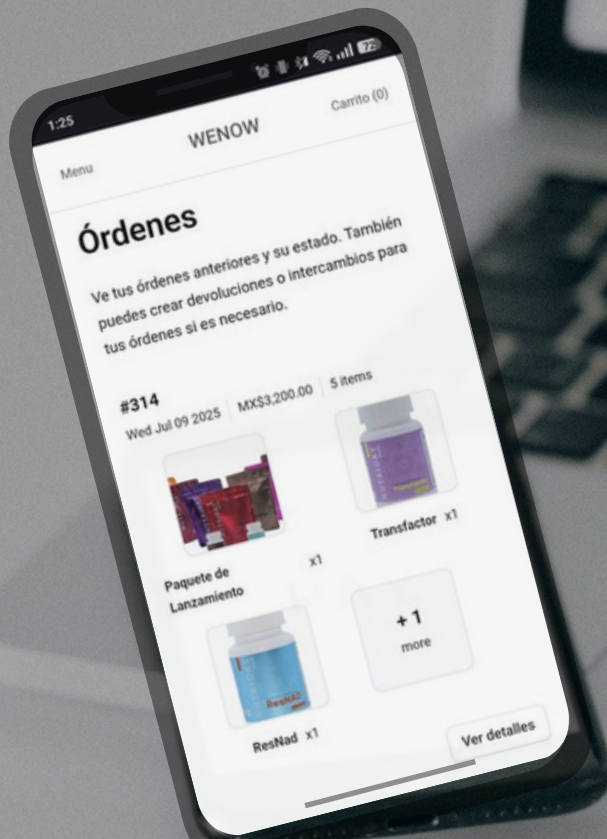 1:25
72
Menu
WENOW
Carrito (0)
Órdenes
Ve tus órdenes anteriores y su estado. También
puedes crear devoluciones o intercambios para
tus órdenes si es necesario.
#314
Wed Jul 09 2025
MX$3,200.00
5 items
Paquete de
Lanzamiento
x1
Transfactor x1
ResNAD
ResNad x1
+ 1
more
Ver detalles